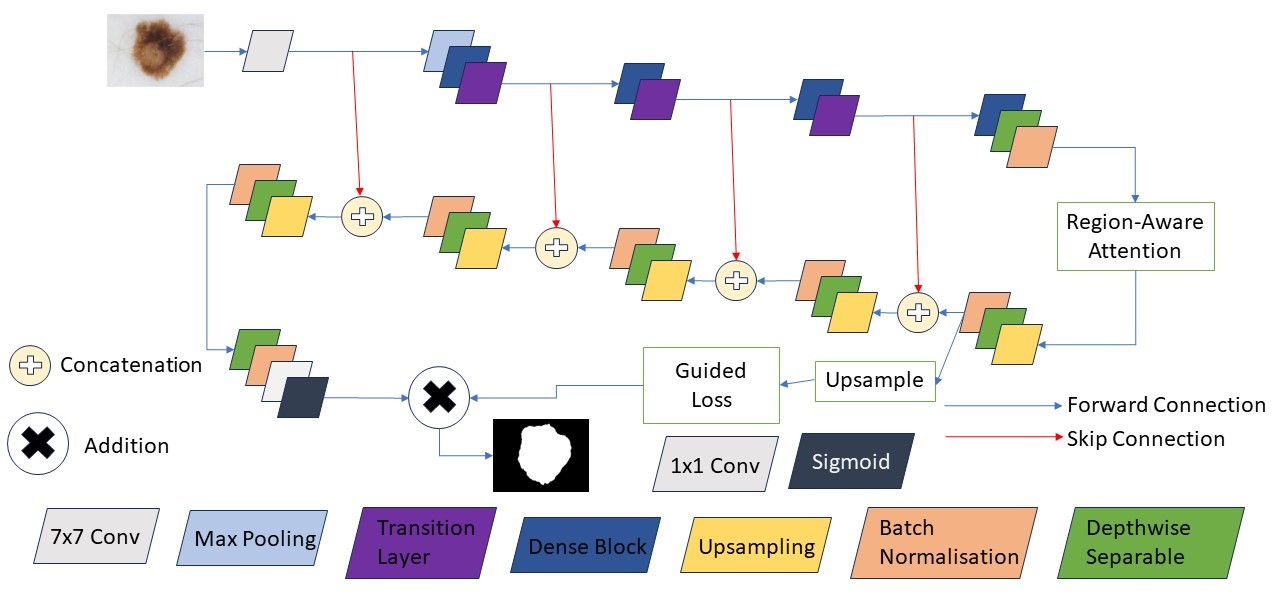 Region-Aware
Attention
Concatenation
Guided
Loss
Upsample
Forward Connection
Skip Connection
Addition
1x1 Conv
Sigmoid
7x7 Conv
Max Pooling
Transition
Layer
Dense Block
Upsampling
Batch
Normalisation
Depthwise
Separable